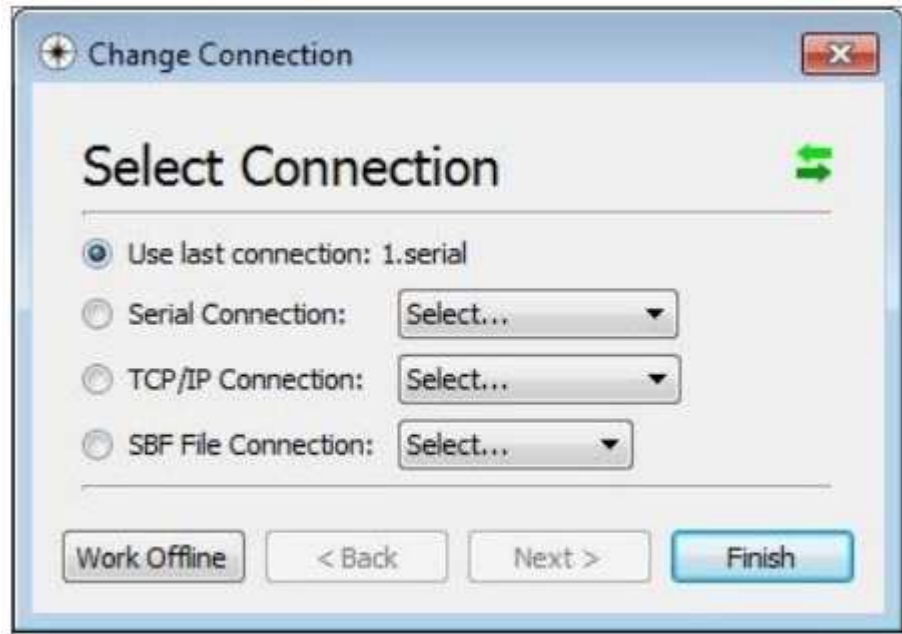 Change Connection
Select Connection
Use last connection: 1.serial
Serial Connection: Select...
TCP/IP Connection: Select...
SBF File Connection: Select...
Work Offline < Back Next > Finish